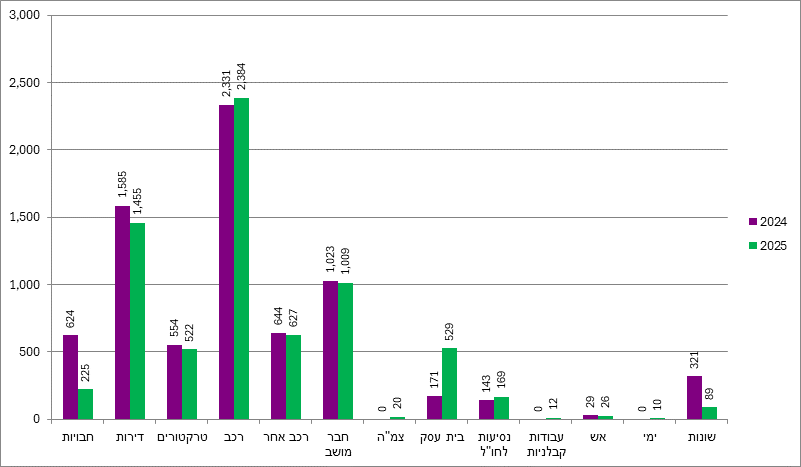 3,000
2,500
2,000
1,500
1,000
500
0
624
225
1,585
1,455
554
522
2,331
2,384
644
627
1,023
1,009
0
20
171
529
143
169
0
12
29
26
0
10
321
89
חבויות
דירות
טרקטורים
רכב
רכב אחר
חבר
מושב
צמ"ה
בית עסק
נסיעות
לחו"ל
עבודות
קבלניות
אש
ימי
שונות
2024
2025